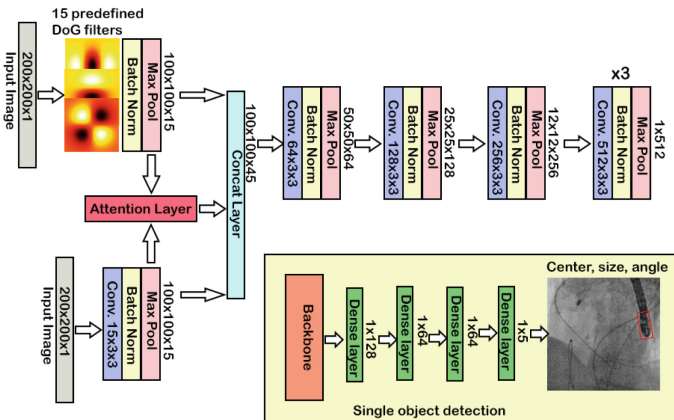 15 predefined
DoG filters
200x200x1
Input Image
Batch Norm
Max Pool
100x100x15
Attention Layer
200x200x1
Input Image
Conv. 15x3x3
Batch Norm
Max Pool
100x100x15
Concat Layer
100x100x45
Conv. 64x3x3
Batch Norm
Max Pool
50x50x64
Conv. 128x3x3
Batch Norm
Max Pool
25x25x128
Conv. 256x3x3
Batch Norm
Max Pool
12x12x256
x3
Conv. 512x3x3
Batch Norm
Max Pool
1x512
Backbone
Dense layer
1x128
Dense layer
1x64
Dense layer
1x64
Dense layer
1x5
Center, size, angle
Single object detection